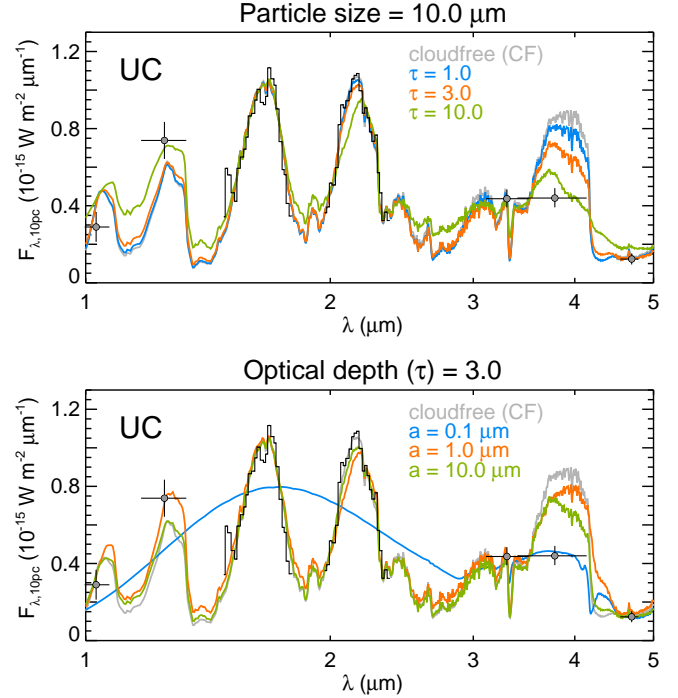 Particle size = 10.0 μm
UC
cloudfree (CF)
τ = 1.0
τ = 3.0
τ = 10.0
F λ,10pc (10⁻¹⁵ W m⁻² μm⁻¹)
1.2
0.8
0.4
0
1 2 3 4 5
λ (μm)
Optical depth (τ) = 3.0
UC
cloudfree (CF)
a = 0.1 μm
a = 1.0 μm
a = 10.0 μm
F λ,10pc (10⁻¹⁵ W m⁻² μm⁻¹)
1.2
0.8
0.4
0
1 2 3 4 5
λ (μm)